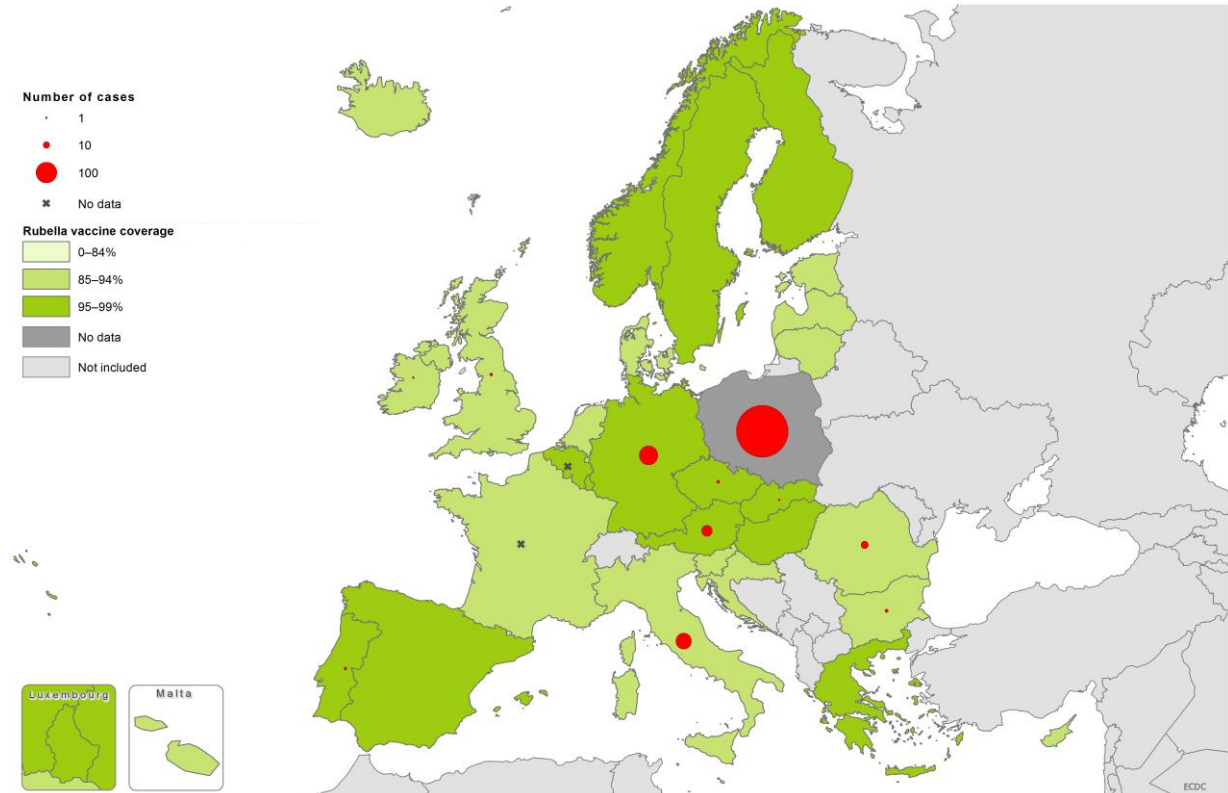 Number of cases
1
10
100
No data
Rubella vaccine coverage
0–84%
85–94%
95–99%
No data
Not included
Luxembourg
Malta
ECDC